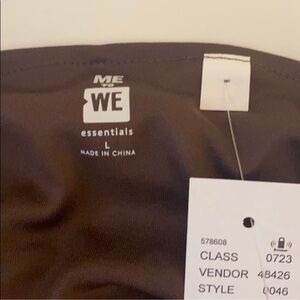 ME
TO
WE
essentials
L
MADE IN CHINA
578608
CLASS 0723
VENDOR 48426
STYLE 0046